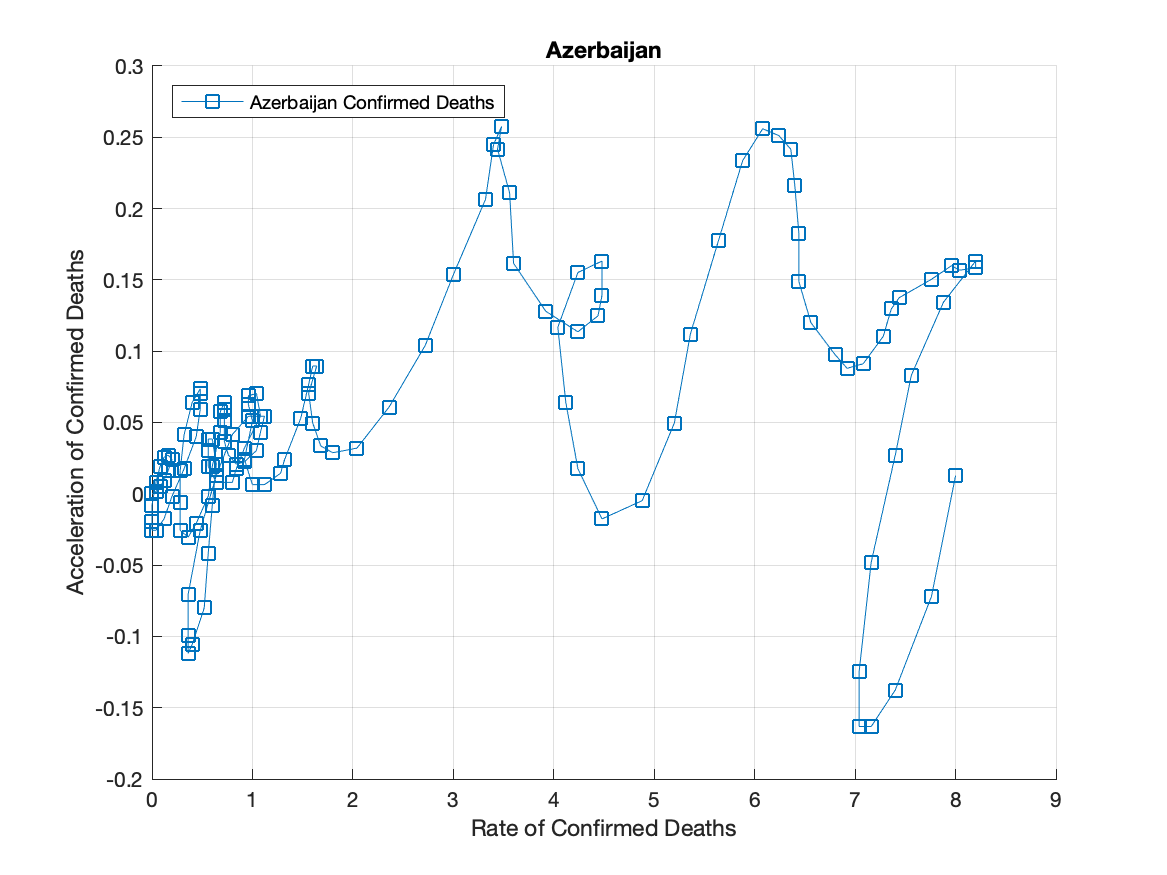 Azerbaijan
Azerbaijan Confirmed Deaths
Acceleration of Confirmed Deaths
0.3
0.25
0.2
0.15
0.1
0.05
0
-0.05
-0.1
-0.15
-0.2
0 1 2 3 4 5 6 7 8 9
Rate of Confirmed Deaths